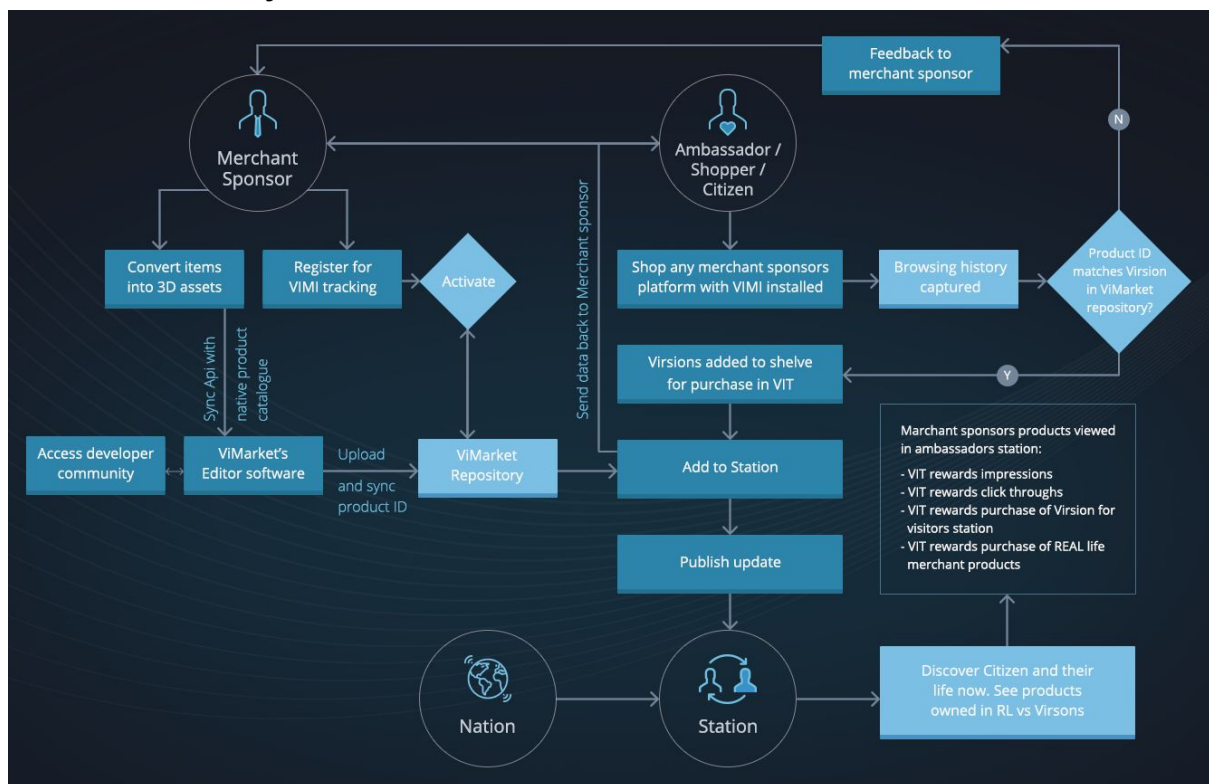 Feedback to
merchant sponsor
Merchant
Sponsor
Ambassador /
Shopper /
Citizen
N
Convert items
into 3D assets
Register for
VIMI tracking
Activate
Send data back to Merchant sponsor
Shop any merchant sponsors
platform with VIMI installed
Browsing history
captured
Product ID
matches Virsion
in ViMarket
repository?
Sync Api with
native product
catalogue
Virsions added to shelve
for purchase in VIT
Y
Access developer
community
ViMarket's
Editor software
Upload
and sync
product ID
ViMarket
Repository
Add to Station
Marchant sponsors products viewed
in ambassadors station:
- VIT rewards impressions
- VIT rewards click throughs
- VIT rewards purchase of Virsion for
visitors station
- VIT rewards purchase of REAL life
merchant products
Publish update
Nation
Station
Discover Citizen and their
life now. See products
owned in RL vs Virsons